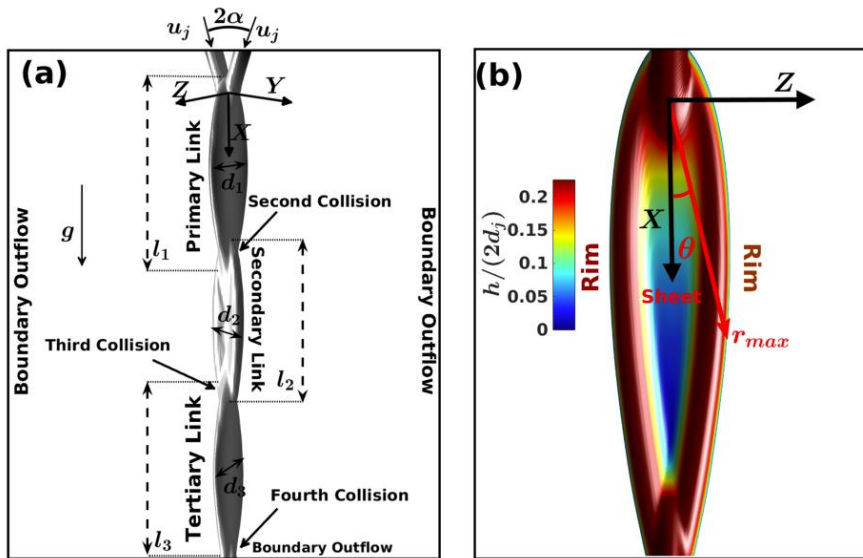 2α
u_j
u_j
(a)
Z
Y
X
Primary Link
d_1
g
l_1
Second Collision
Boundary Outflow
Boundary Outflow
Secondary Link
d_2
Third Collision
l_2
Tertiary Link
d_3
Fourth Collision
l_3
Boundary Outflow
(b)
Z
X
θ
h/(2d_j)
0.2
0.15
0.1
0.05
0
Rim
Rim
Sheet
r_max